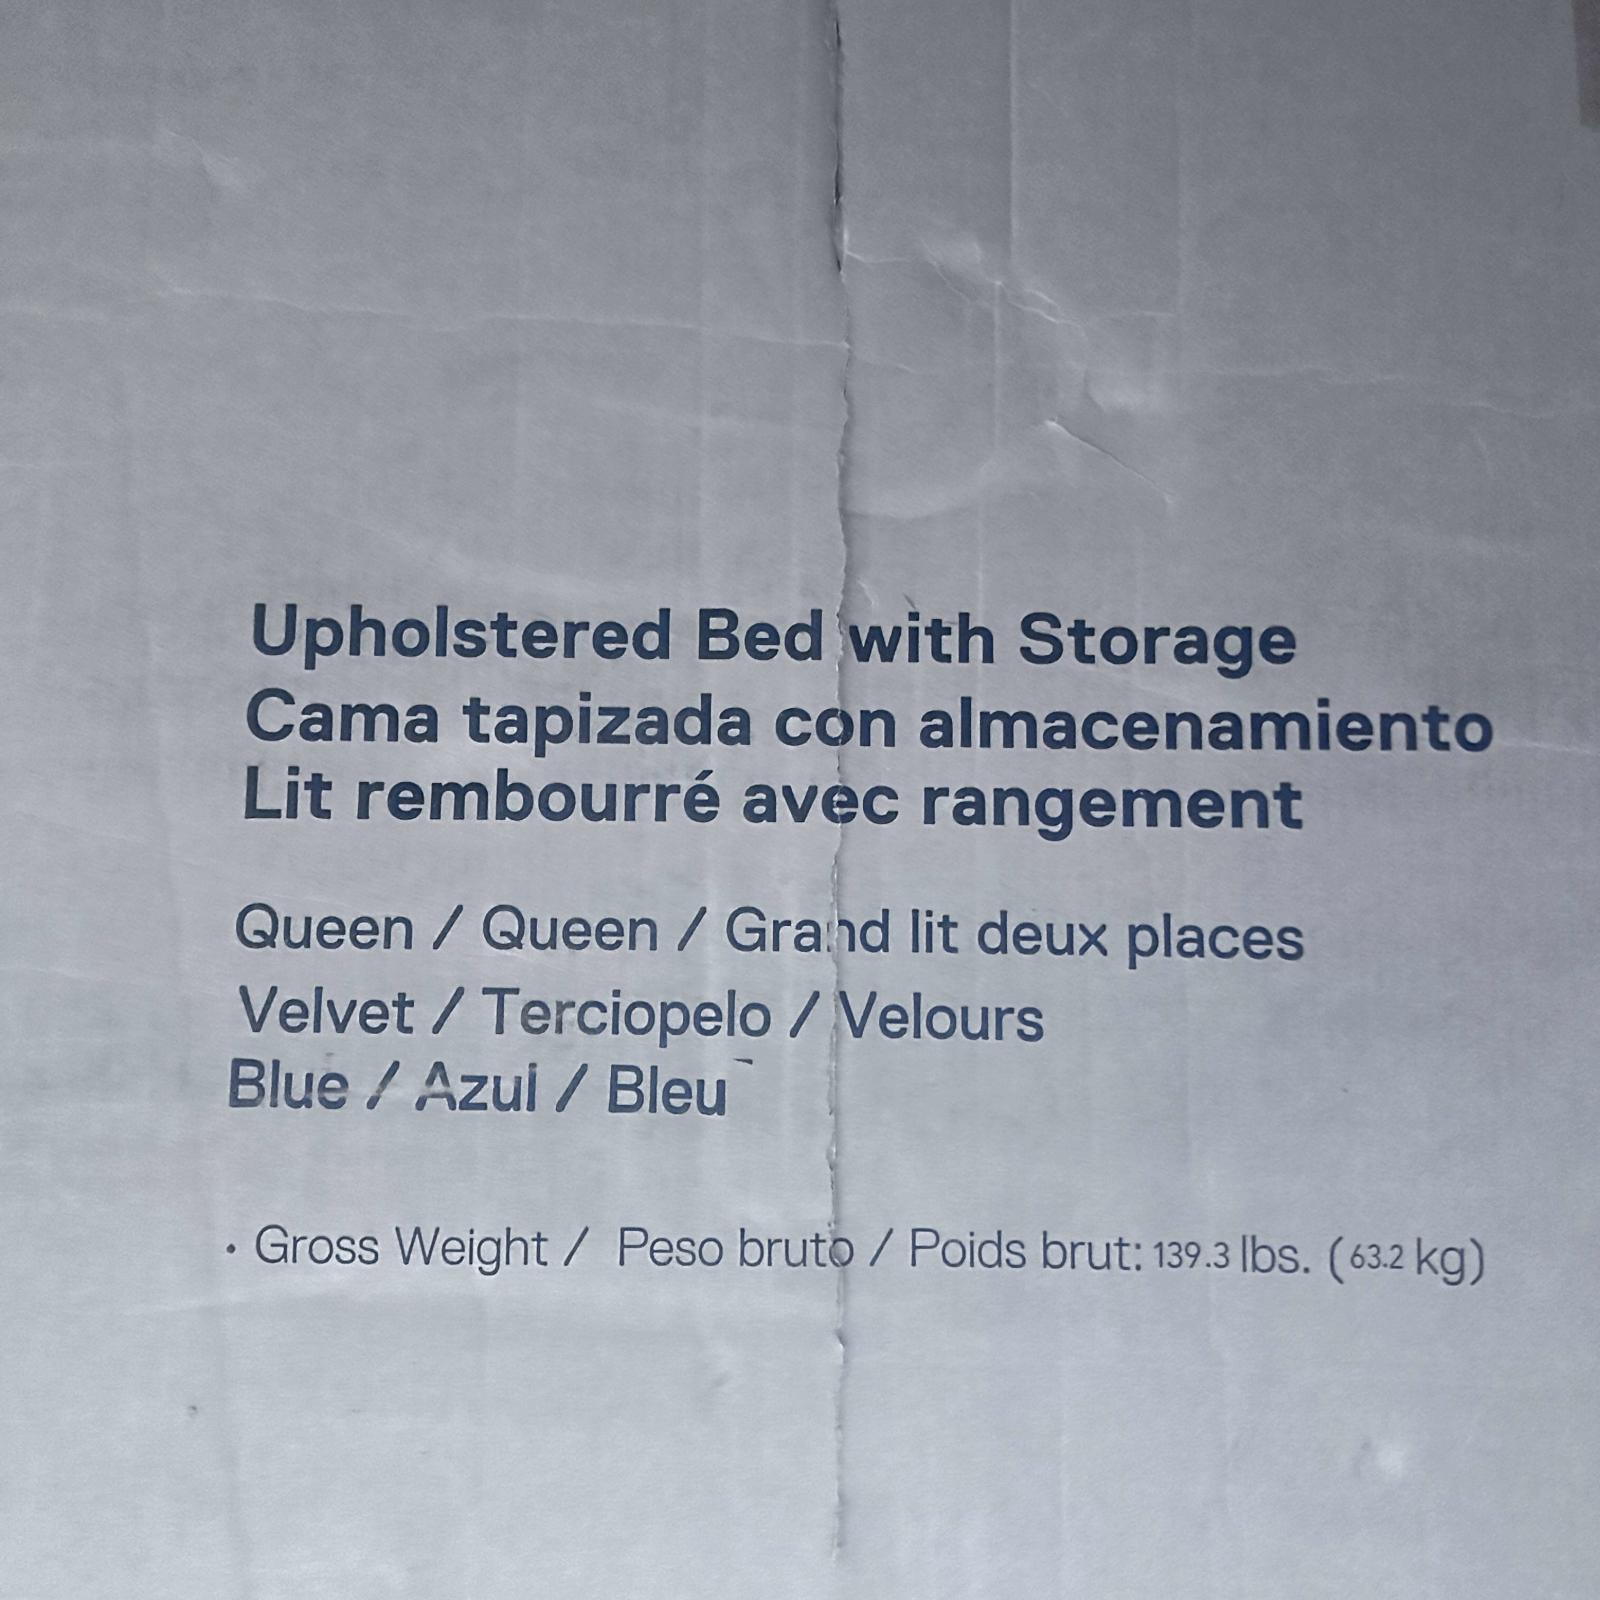 Upholstered Bed with Storage
Cama tapizada con almacenamiento
Lit rembourré avec rangement
Queen / Queen / Grand lit deux places
Velvet / Terciopelo / Velours
Blue / Azul / Bleu
· Gross Weight / Peso bruto / Poids brut: 139.3 lbs. (63.2 kg)